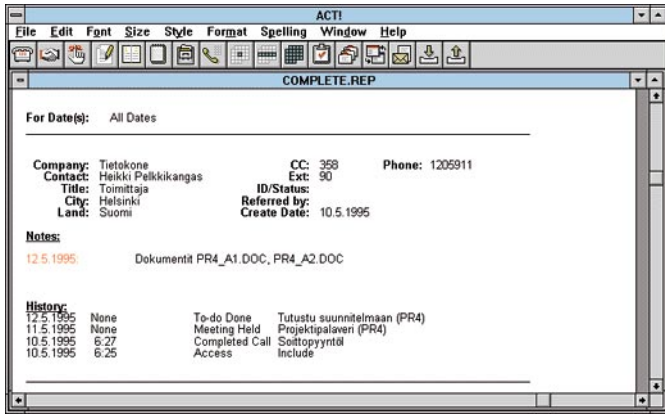 ACT!
File Edit Font Size Style Format Spelling Window Help
COMPLETE.REP
For Date(s): All Dates
Company: Tietokone CC: 358 Phone: 1205911
Contact: Heikki Pelkkikangas Ext: 90
Title: Toimittaja ID/Status:
City: Helsinki Referred by:
Land: Suomi Create Date: 10.5.1995
Notes:
12.5.1995: Dokumentit PR4_A1.DOC, PR4_A2.DOC
History:
12.5.1995 None To-do Done Tutustu suunnitelmaan (PR4)
11.5.1995 None Meeting Held Projektipalaveri (PR4)
10.5.1995 6:27 Completed Call Soittopyyntöl
10.5.1995 6:25 Access Include